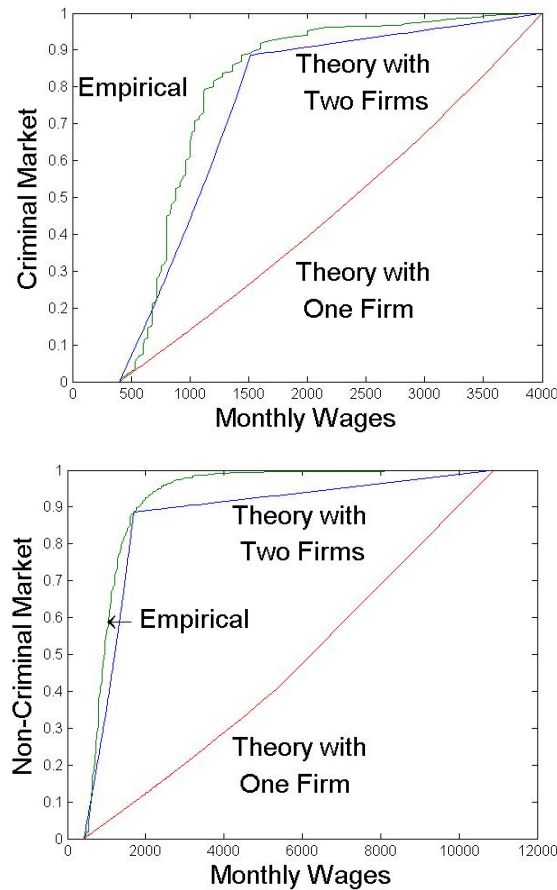 1
0.9
0.8
0.7
0.6
0.5
0.4
0.3
0.2
0.1
0
Criminal Market
Empirical
Theory with
Two Firms
Theory with
One Firm
0 500 1000 1500 2000 2500 3000 3500 4000
Monthly Wages
1
0.9
0.8
0.7
0.6
0.5
0.4
0.3
0.2
0.1
0
Non-Criminal Market
Theory with
Two Firms
Empirical
Theory with
One Firm
0 2000 4000 6000 8000 10000 12000
Monthly Wages